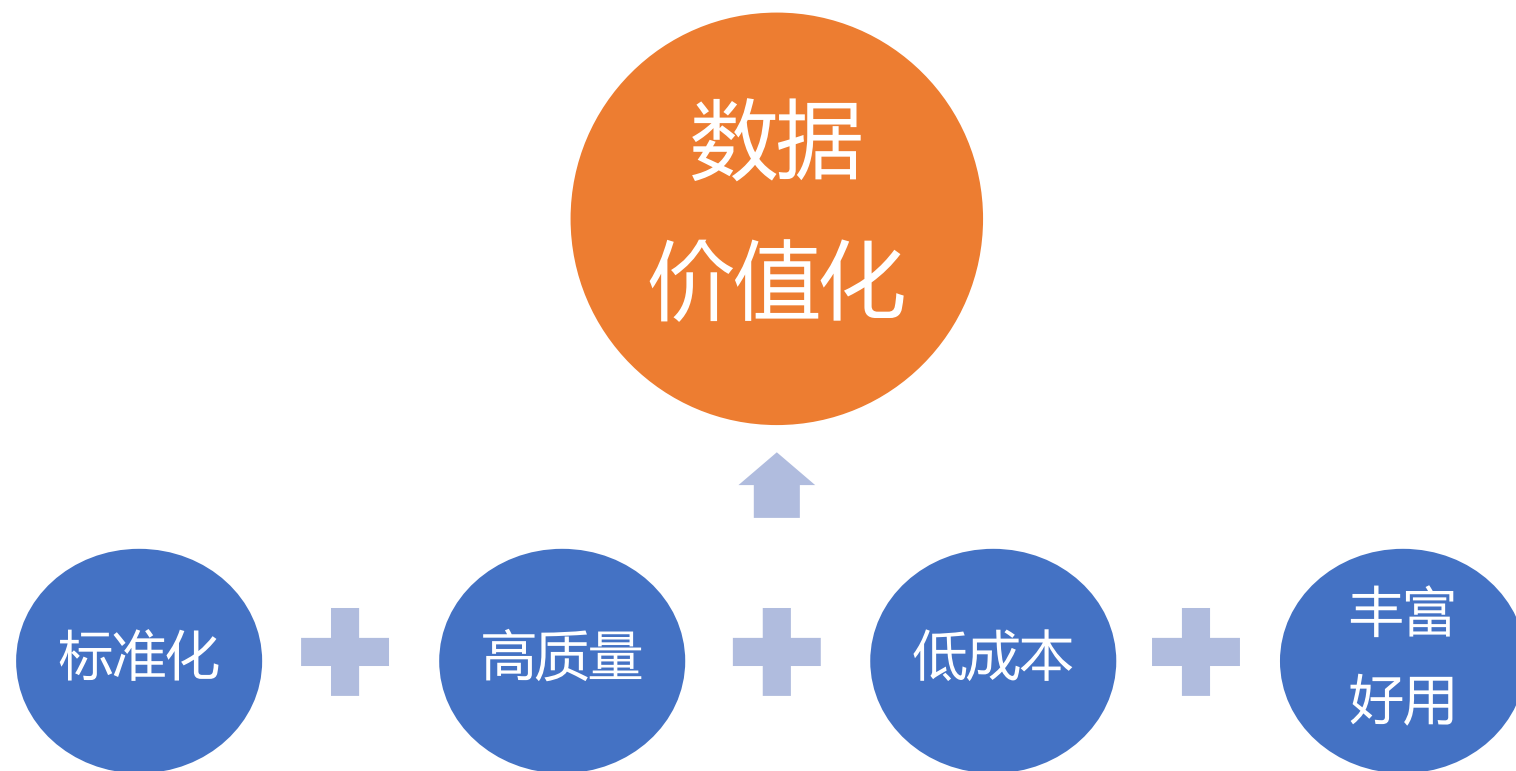 数据
价值化
标准化
高质量
低成本
丰富
好用